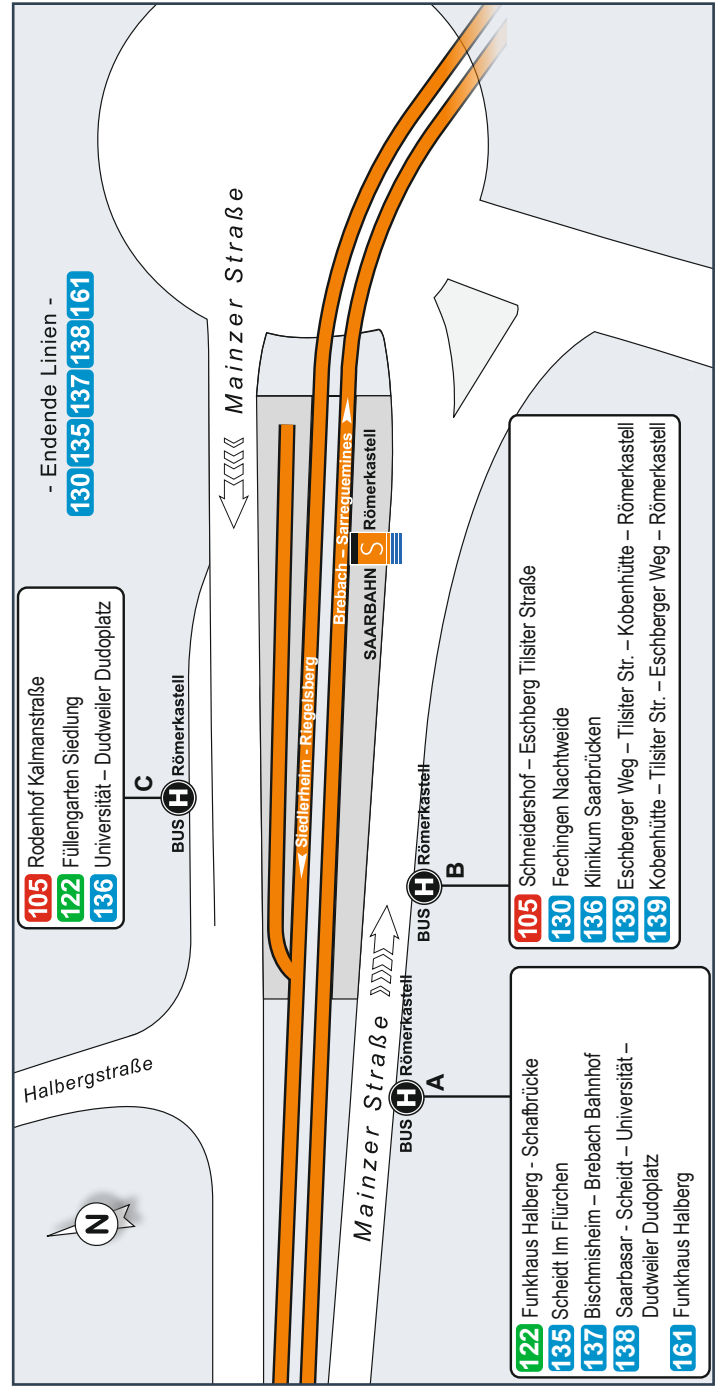 Halbergstraße
N
105 Rodenhof Kalmanstraße
122 Füllengarten Siedlung
136 Universität – Dudweiler Dudoplatz
C
BUS H Römerkastell
- Endende Linien -
130 135 137 138 161
Mainzer Straße
Siedlerheim - Riegelsberg
Brebach – Sarreguemines
SAARBAHN S Römerkastell
Mainzer Straße
BUS H Römerkastell
A
BUS H Römerkastell
B
122 Funkhaus Halberg - Schafbrücke
135 Scheidt Im Flürchen
137 Bischmisheim – Brebach Bahnhof
138 Saarbasar - Scheidt – Universität –
Dudweiler Dudoplatz
161 Funkhaus Halberg
105 Schneidershof – Eschberg Tilsiter Straße
130 Fechingen Nachtweide
136 Klinikum Saarbrücken
139 Eschberger Weg – Tilsiter Str. – Kobenhütte – Römerkastell
139 Kobenhütte – Tilsiter Str. – Eschberger Weg – Römerkastell